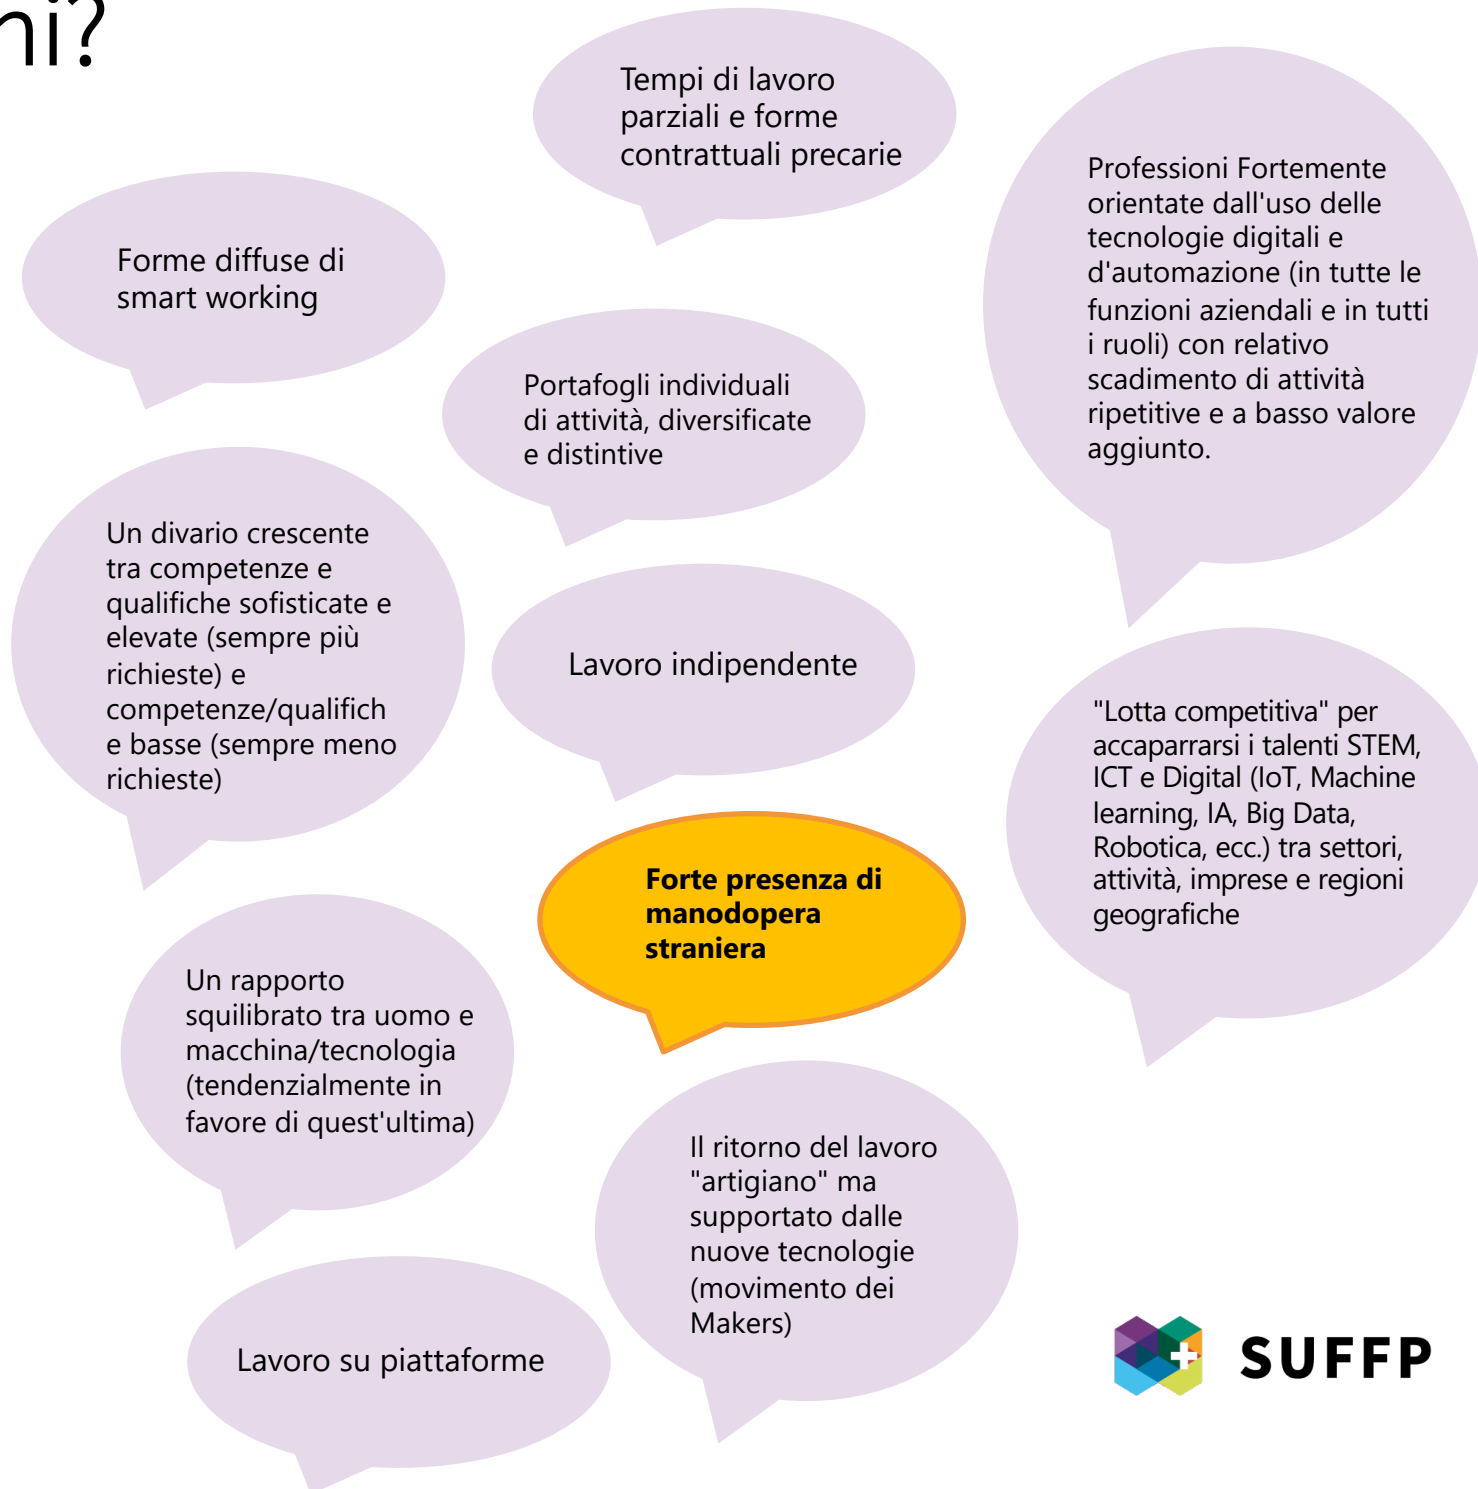 ni?
Tempi di lavoro
parziali e forme
contrattuali precarie
Professioni Fortemente
orientate dall'uso delle
tecnologie digitali e
d'automazione (in tutte le
funzioni aziendali e in tutti
i ruoli) con relativo
scadimento di attività
ripetitive e a basso valore
aggiunto.
Forme diffuse di
smart working
Portafogli individuali
di attività, diversificate
e distintive
Un divario crescente
tra competenze e
qualifiche sofisticate e
elevate (sempre più
richieste) e
competenze/qualifich
e basse (sempre meno
richieste)
Lavoro indipendente
"Lotta competitiva" per
accaparrarsi i talenti STEM,
ICT e Digital (IoT, Machine
learning, IA, Big Data,
Robotica, ecc.) tra settori,
attività, imprese e regioni
geografiche
Forte presenza di
manodopera
straniera
Un rapporto
squilibrato tra uomo e
macchina/tecnologia
(tendenzialmente in
favore di quest'ultima)
Il ritorno del lavoro
"artigiano" ma
supportato dalle
nuove tecnologie
(movimento dei
Makers)
Lavoro su piattaforme
SUFFP